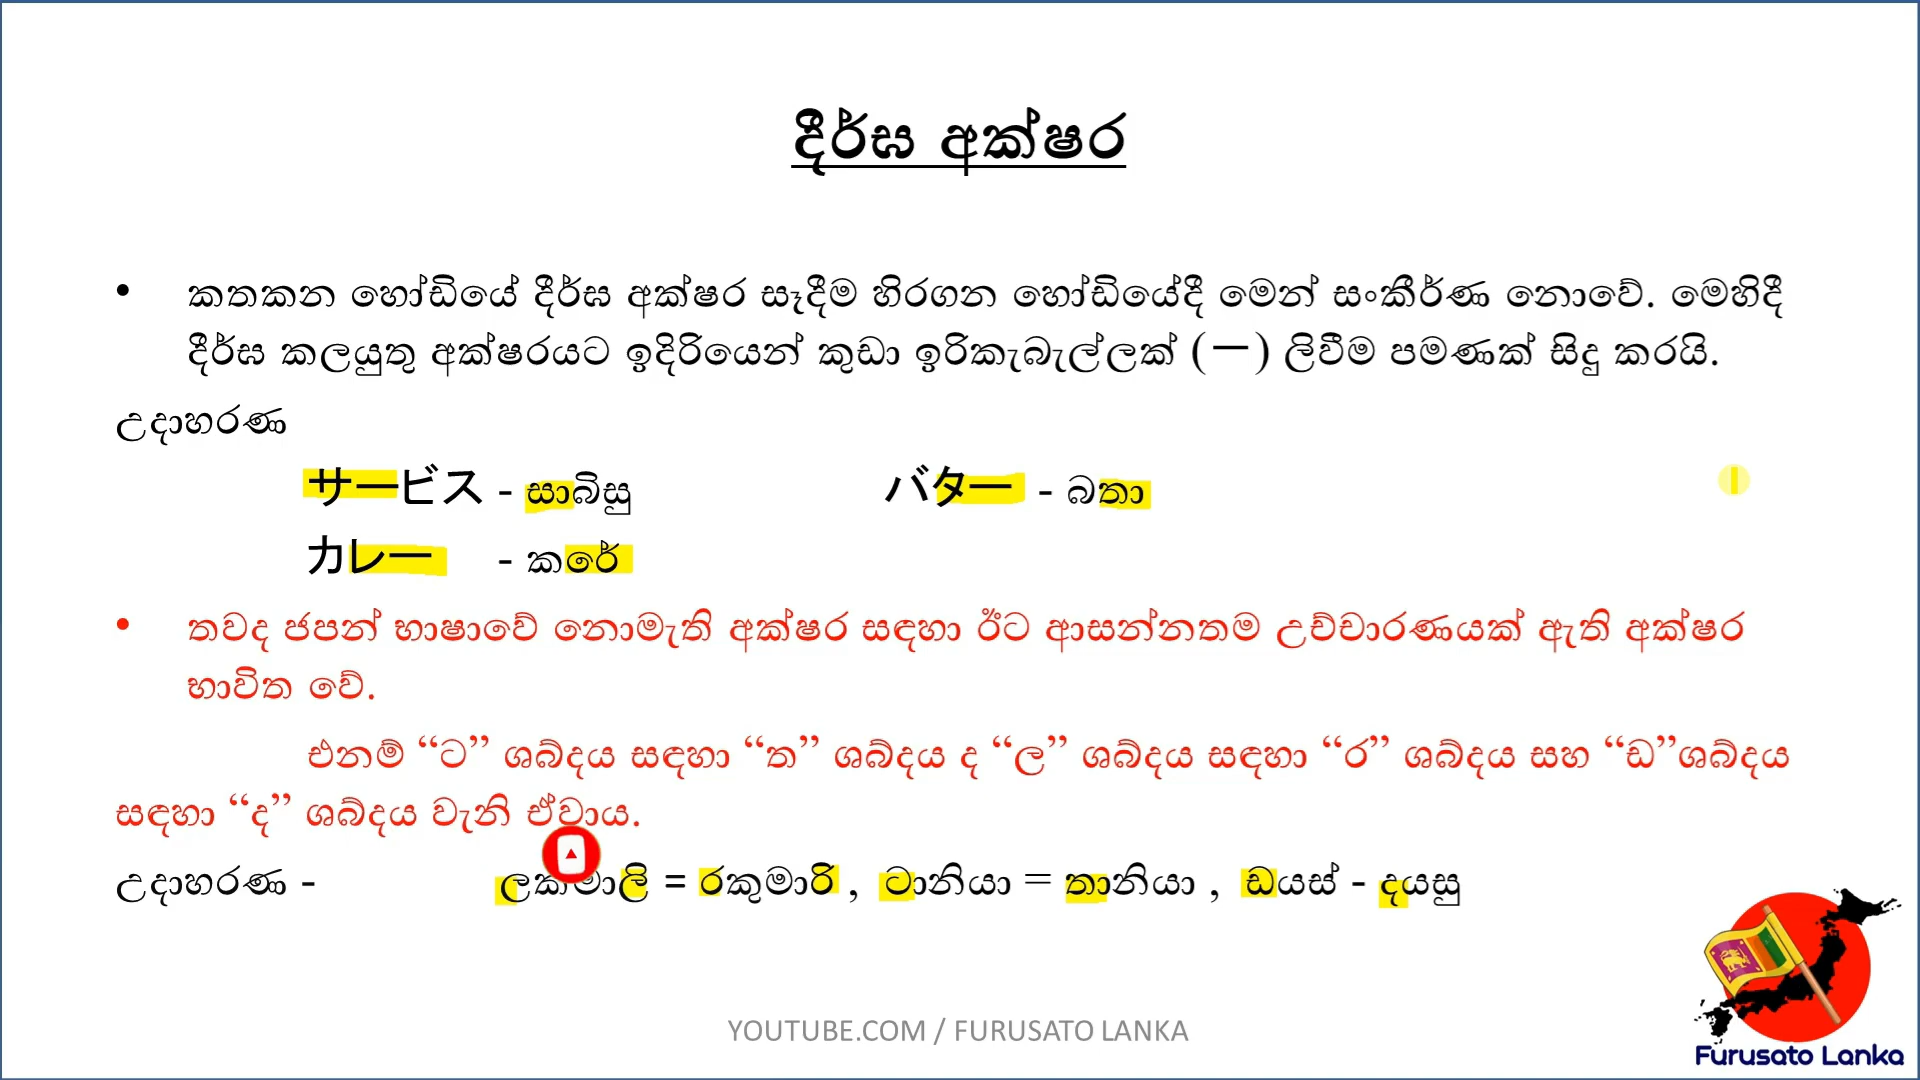 දීර්ඝ අක්ෂර
• කතකන හෝඩියේ දීර්ඝ අක්ෂර සෑදීම හිරගන හෝඩියේදී මෙන් සංකීර්ණ නොවේ. මෙහිදී
දීර්ඝ කලයුතු අක්ෂරයට ඉදිරියෙන් කුඩා ඉරිකැබැල්ලක් (ー) ලිවීම පමණක් සිදු කරයි.
උදාහරණ
サービス - සාබිසු バター - බතා
カレー - කරේ
• තවද ජපන් භාෂාවේ නොමැති අක්ෂර සඳහා ඊට ආසන්නතම උච්චාරණයක් ඇති අක්ෂර
භාවිත වේ.
එනම් “ට” ශබ්දය සඳහා “ත” ශබ්දය ද “ල” ශබ්දය සඳහා “ර” ශබ්දය සහ “ඩ”ශබ්දය
සඳහා “ද” ශබ්දය වැනි ඒවාය.
උදාහරණ - ලක්මාලි = රකුමාරි , ටානියා = තානියා , ඩයස් - දයසු
YOUTUBE.COM / FURUSATO LANKA
Furusato Lanka